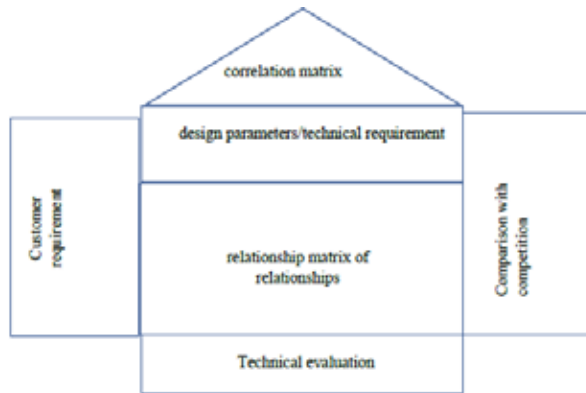 correlation matrix
design parameters/technical requirement
Customer
requirement
relationship matrix of
relationships
Comparison with
competition
Technical evaluation